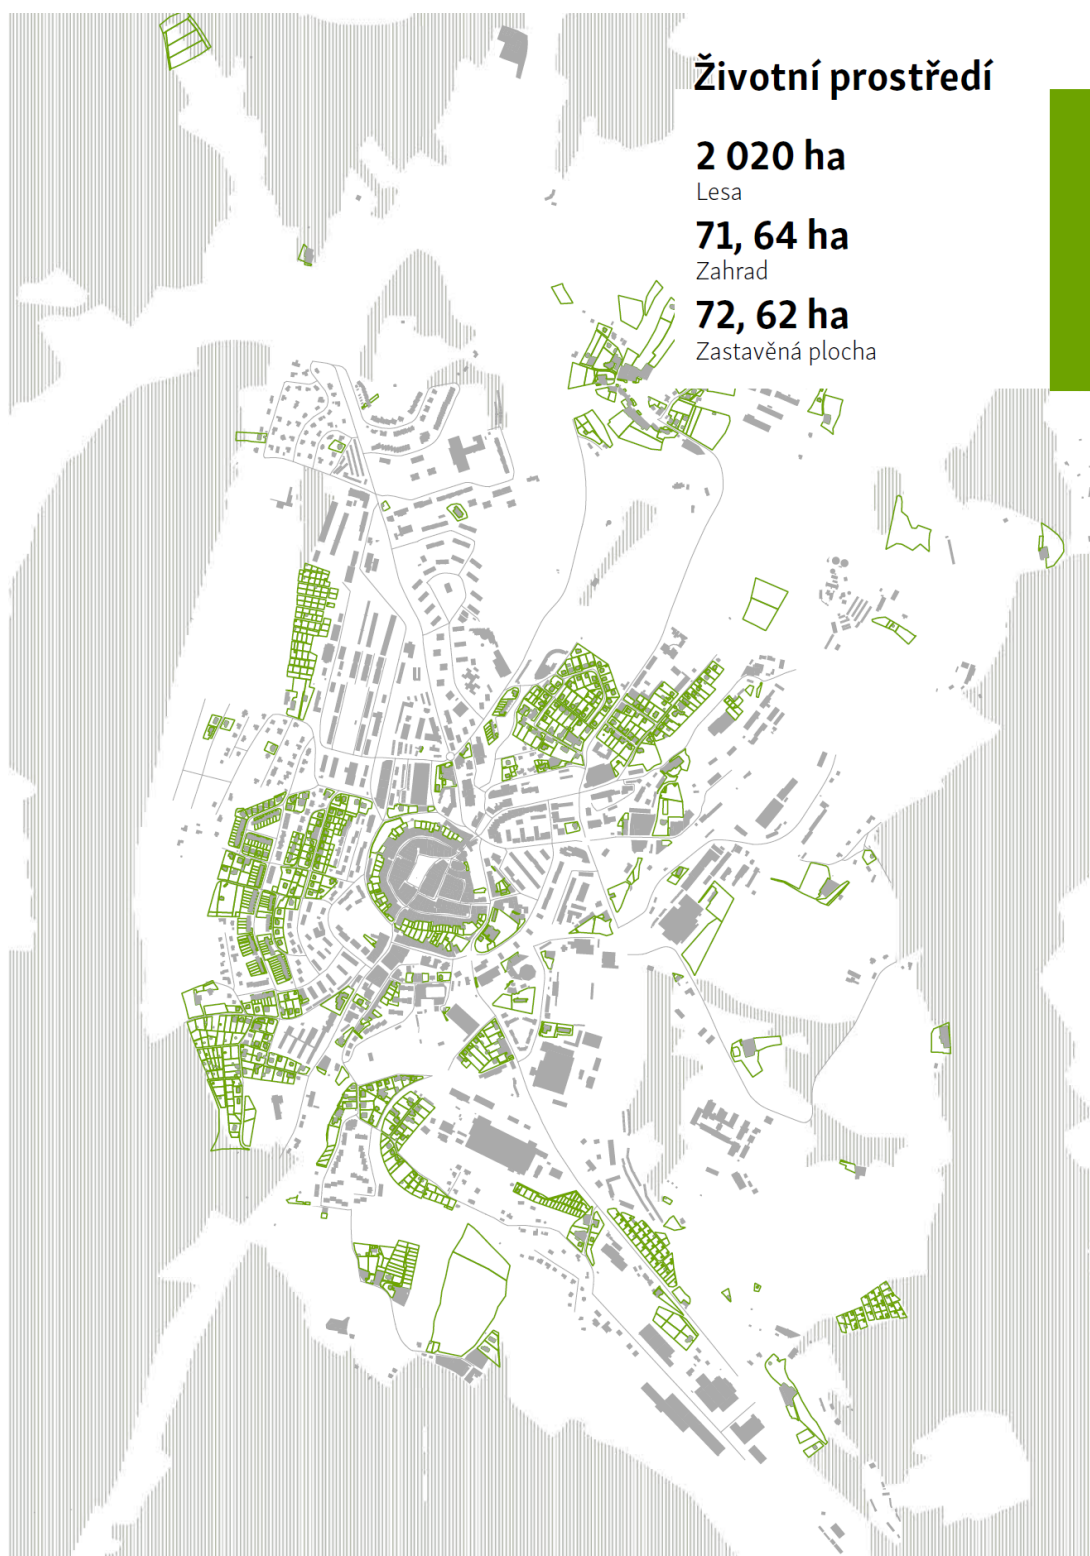 Životní prostředí
2 020 ha
Lesa
71, 64 ha
Zahrad
72, 62 ha
Zastavěná plocha